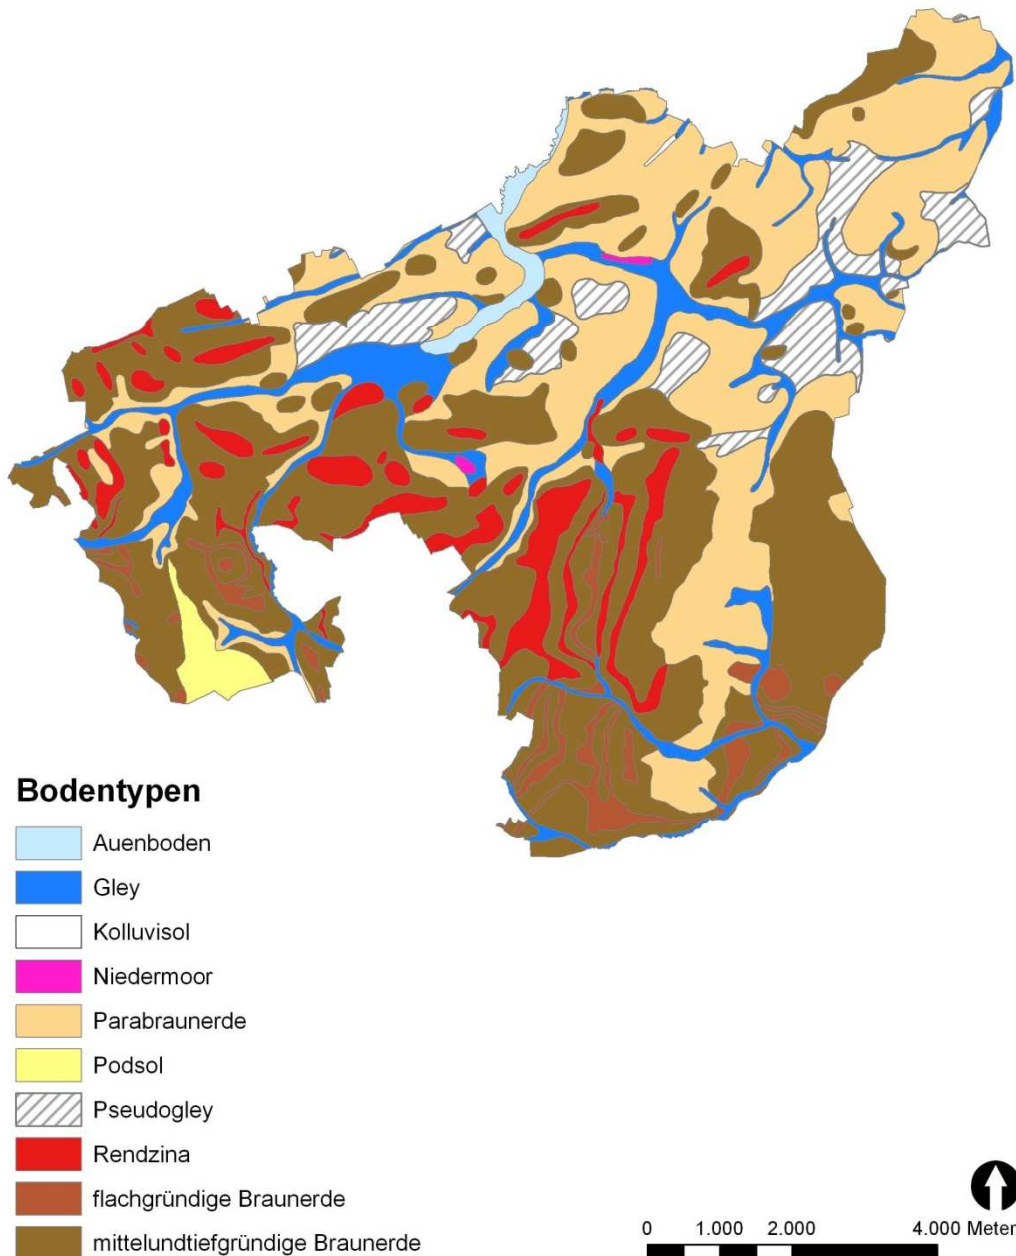 Bodentypen
Auenboden
Gley
Kolluvisol
Niedermoor
Parabraunerde
Podsol
Pseudogley
Rendzina
flachgründige Braunerde
mittelundtiefgründige Braunerde
0 1.000 2.000 4.000 Meter